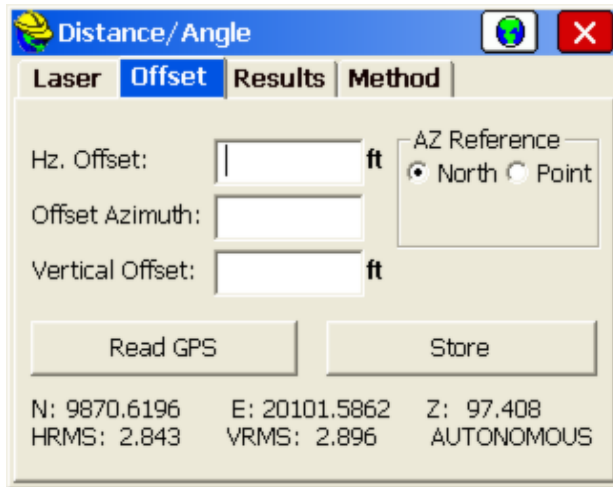 Distance/Angle
Laser Offset Results Method
AZ Reference
Hz. Offset: ft North Point
Offset Azimuth:
Vertical Offset: ft
Read GPS Store
N: 9870.6196 E: 20101.5862 Z: 97.408
HRMS: 2.843 VRMS: 2.896 AUTONOMOUS